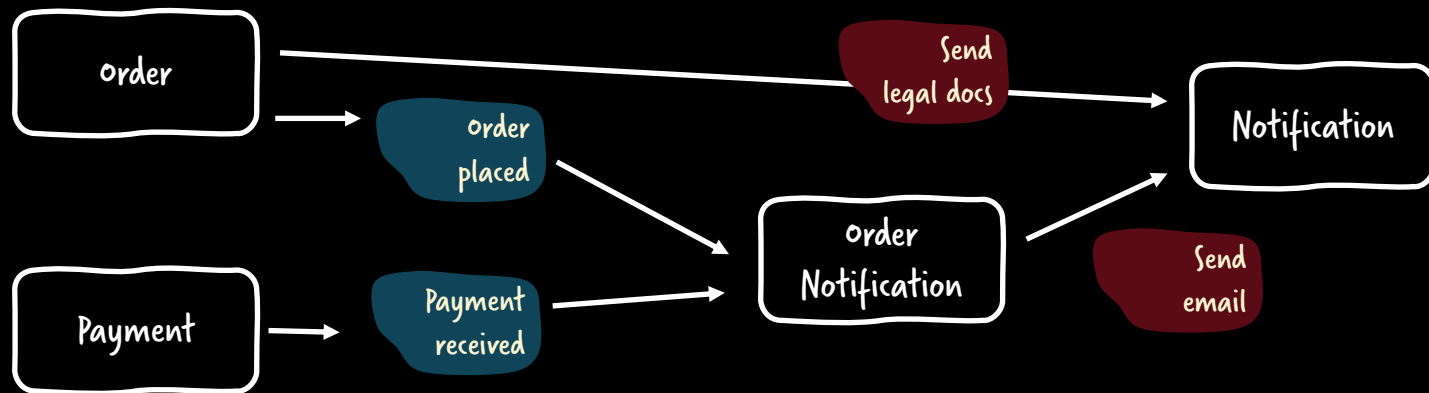 Order
Send
legal docs
Notification
Order
placed
Order
Notification
Send
email
Payment
Payment
received